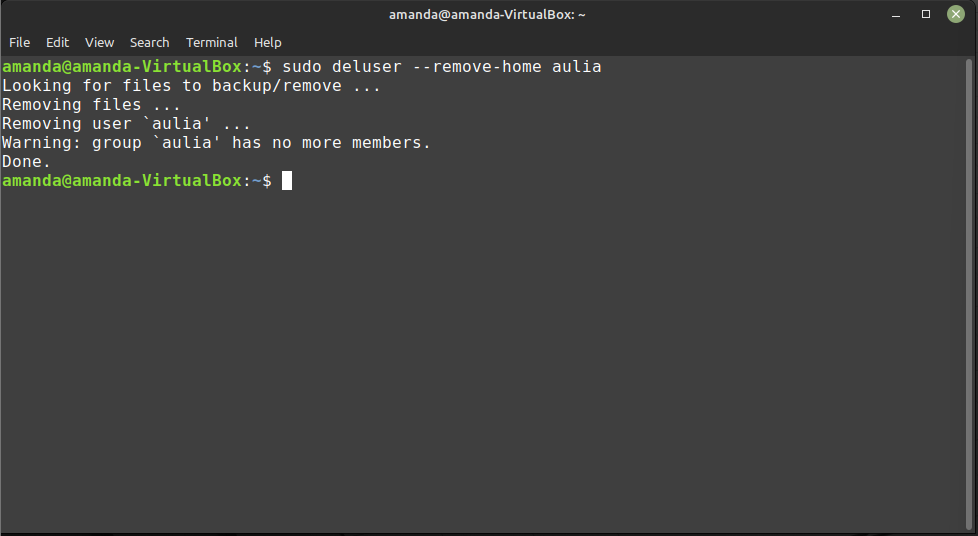 amanda@amanda-VirtualBox: ~
File Edit View Search Terminal Help
amanda@amanda-VirtualBox:~$ sudo deluser --remove-home aulia
Looking for files to backup/remove ...
Removing files ...
Removing user `aulia' ...
Warning: group `aulia' has no more members.
Done.
amanda@amanda-VirtualBox:~$